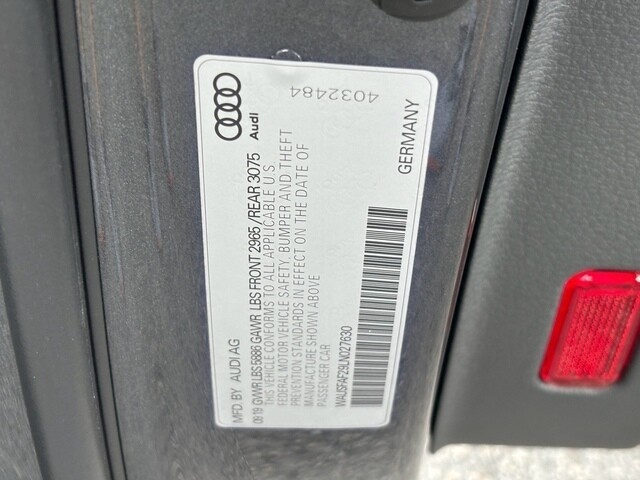 Audi
4032484
MFD. BY AUDI AG
GERMANY
09/19 GVWR LBS 5886 GAWR LBS FRONT 2965 / REAR 3075
THIS VEHICLE CONFORMS TO ALL APPLICABLE U.S
FEDERAL MOTOR VEHICLE SAFETY, BUMPER AND THEFT
PREVENTION STANDARDS IN EFFECT ON THE DATE OF
MANUFACTURE SHOWN ABOVE
PASSENGER CAR
WAUSFAF29LN027630